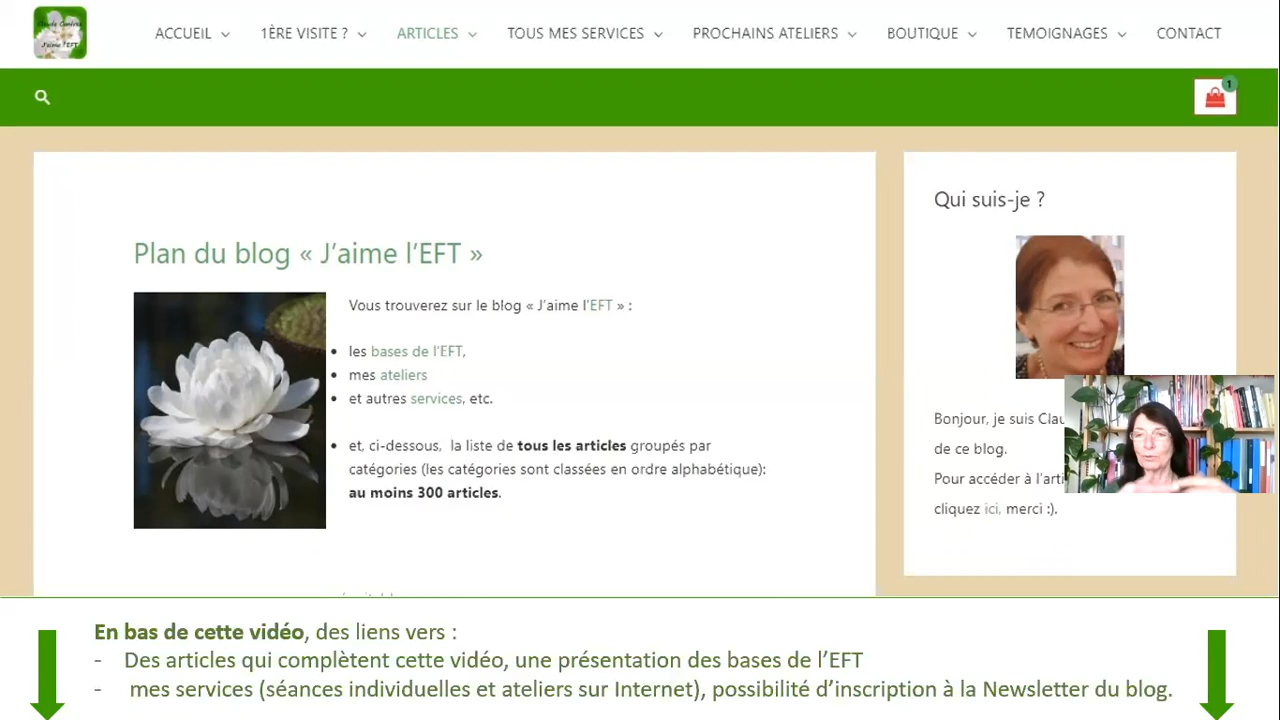 J'aime l'EFT
ACCUEIL
1ÈRE VISITE ?
ARTICLES
TOUS MES SERVICES
PROCHAINS ATELIERS
BOUTIQUE
TEMOIGNAGES
CONTACT
1
Plan du blog « J’aime l’EFT »
Vous trouverez sur le blog « J’aime l’EFT » :
les bases de l’EFT,
mes ateliers
et autres services, etc.
et, ci-dessous, la liste de tous les articles groupés par
catégories (les catégories sont classées en ordre alphabétique):
au moins 300 articles.
Qui suis-je ?
Bonjour, je suis
de ce blog.
Pour accéder à
cliquez ici, merci :).
En bas de cette vidéo, des liens vers :
- Des articles qui complètent cette vidéo, une présentation des bases de l’EFT
- mes services (séances individuelles et ateliers sur Internet), possibilité d’inscription à la Newsletter du blog.